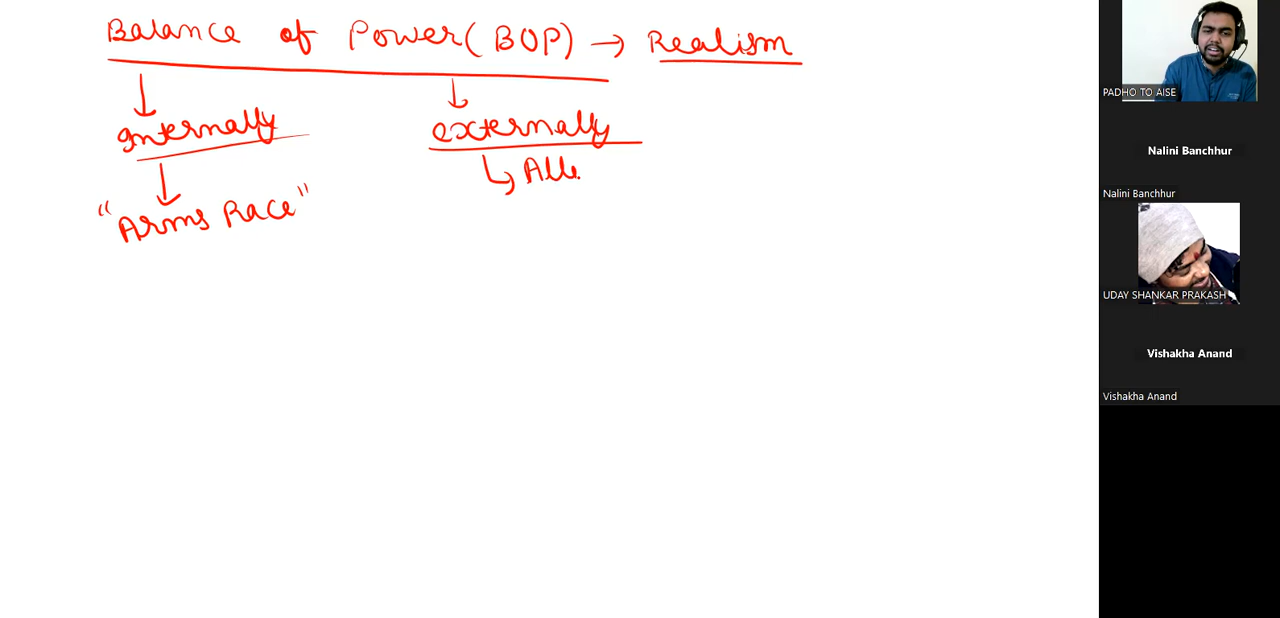 Balance of Power (BOP) → Realism
Internally
externally
Alli
"Arms Race"
PADHO TO AISE
Nalini Banchhur
Nalini Banchhur
UDAY SHANKAR PRAKASH
Vishakha Anand
Vishakha Anand